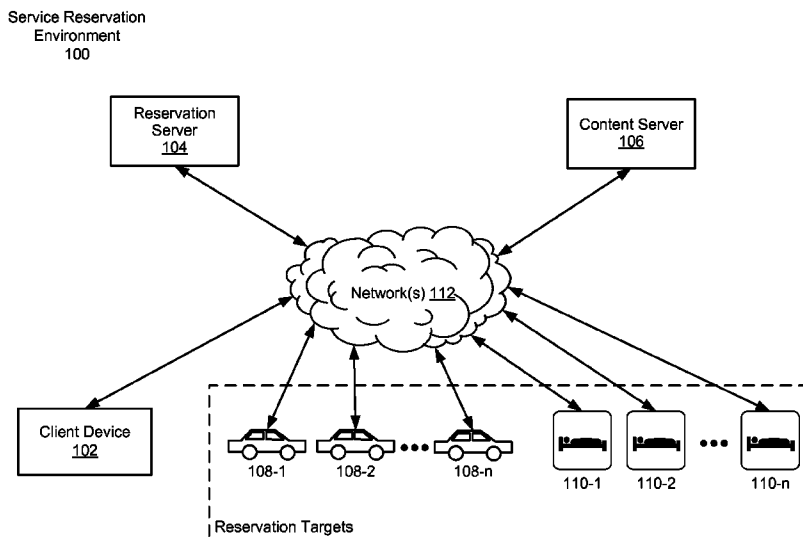 Service Reservation
Environment
100
Reservation
Server
104
Content Server
106
Network(s) 112
Client Device
102
108-1
108-2
108-n
110-1
110-2
110-n
Reservation Targets